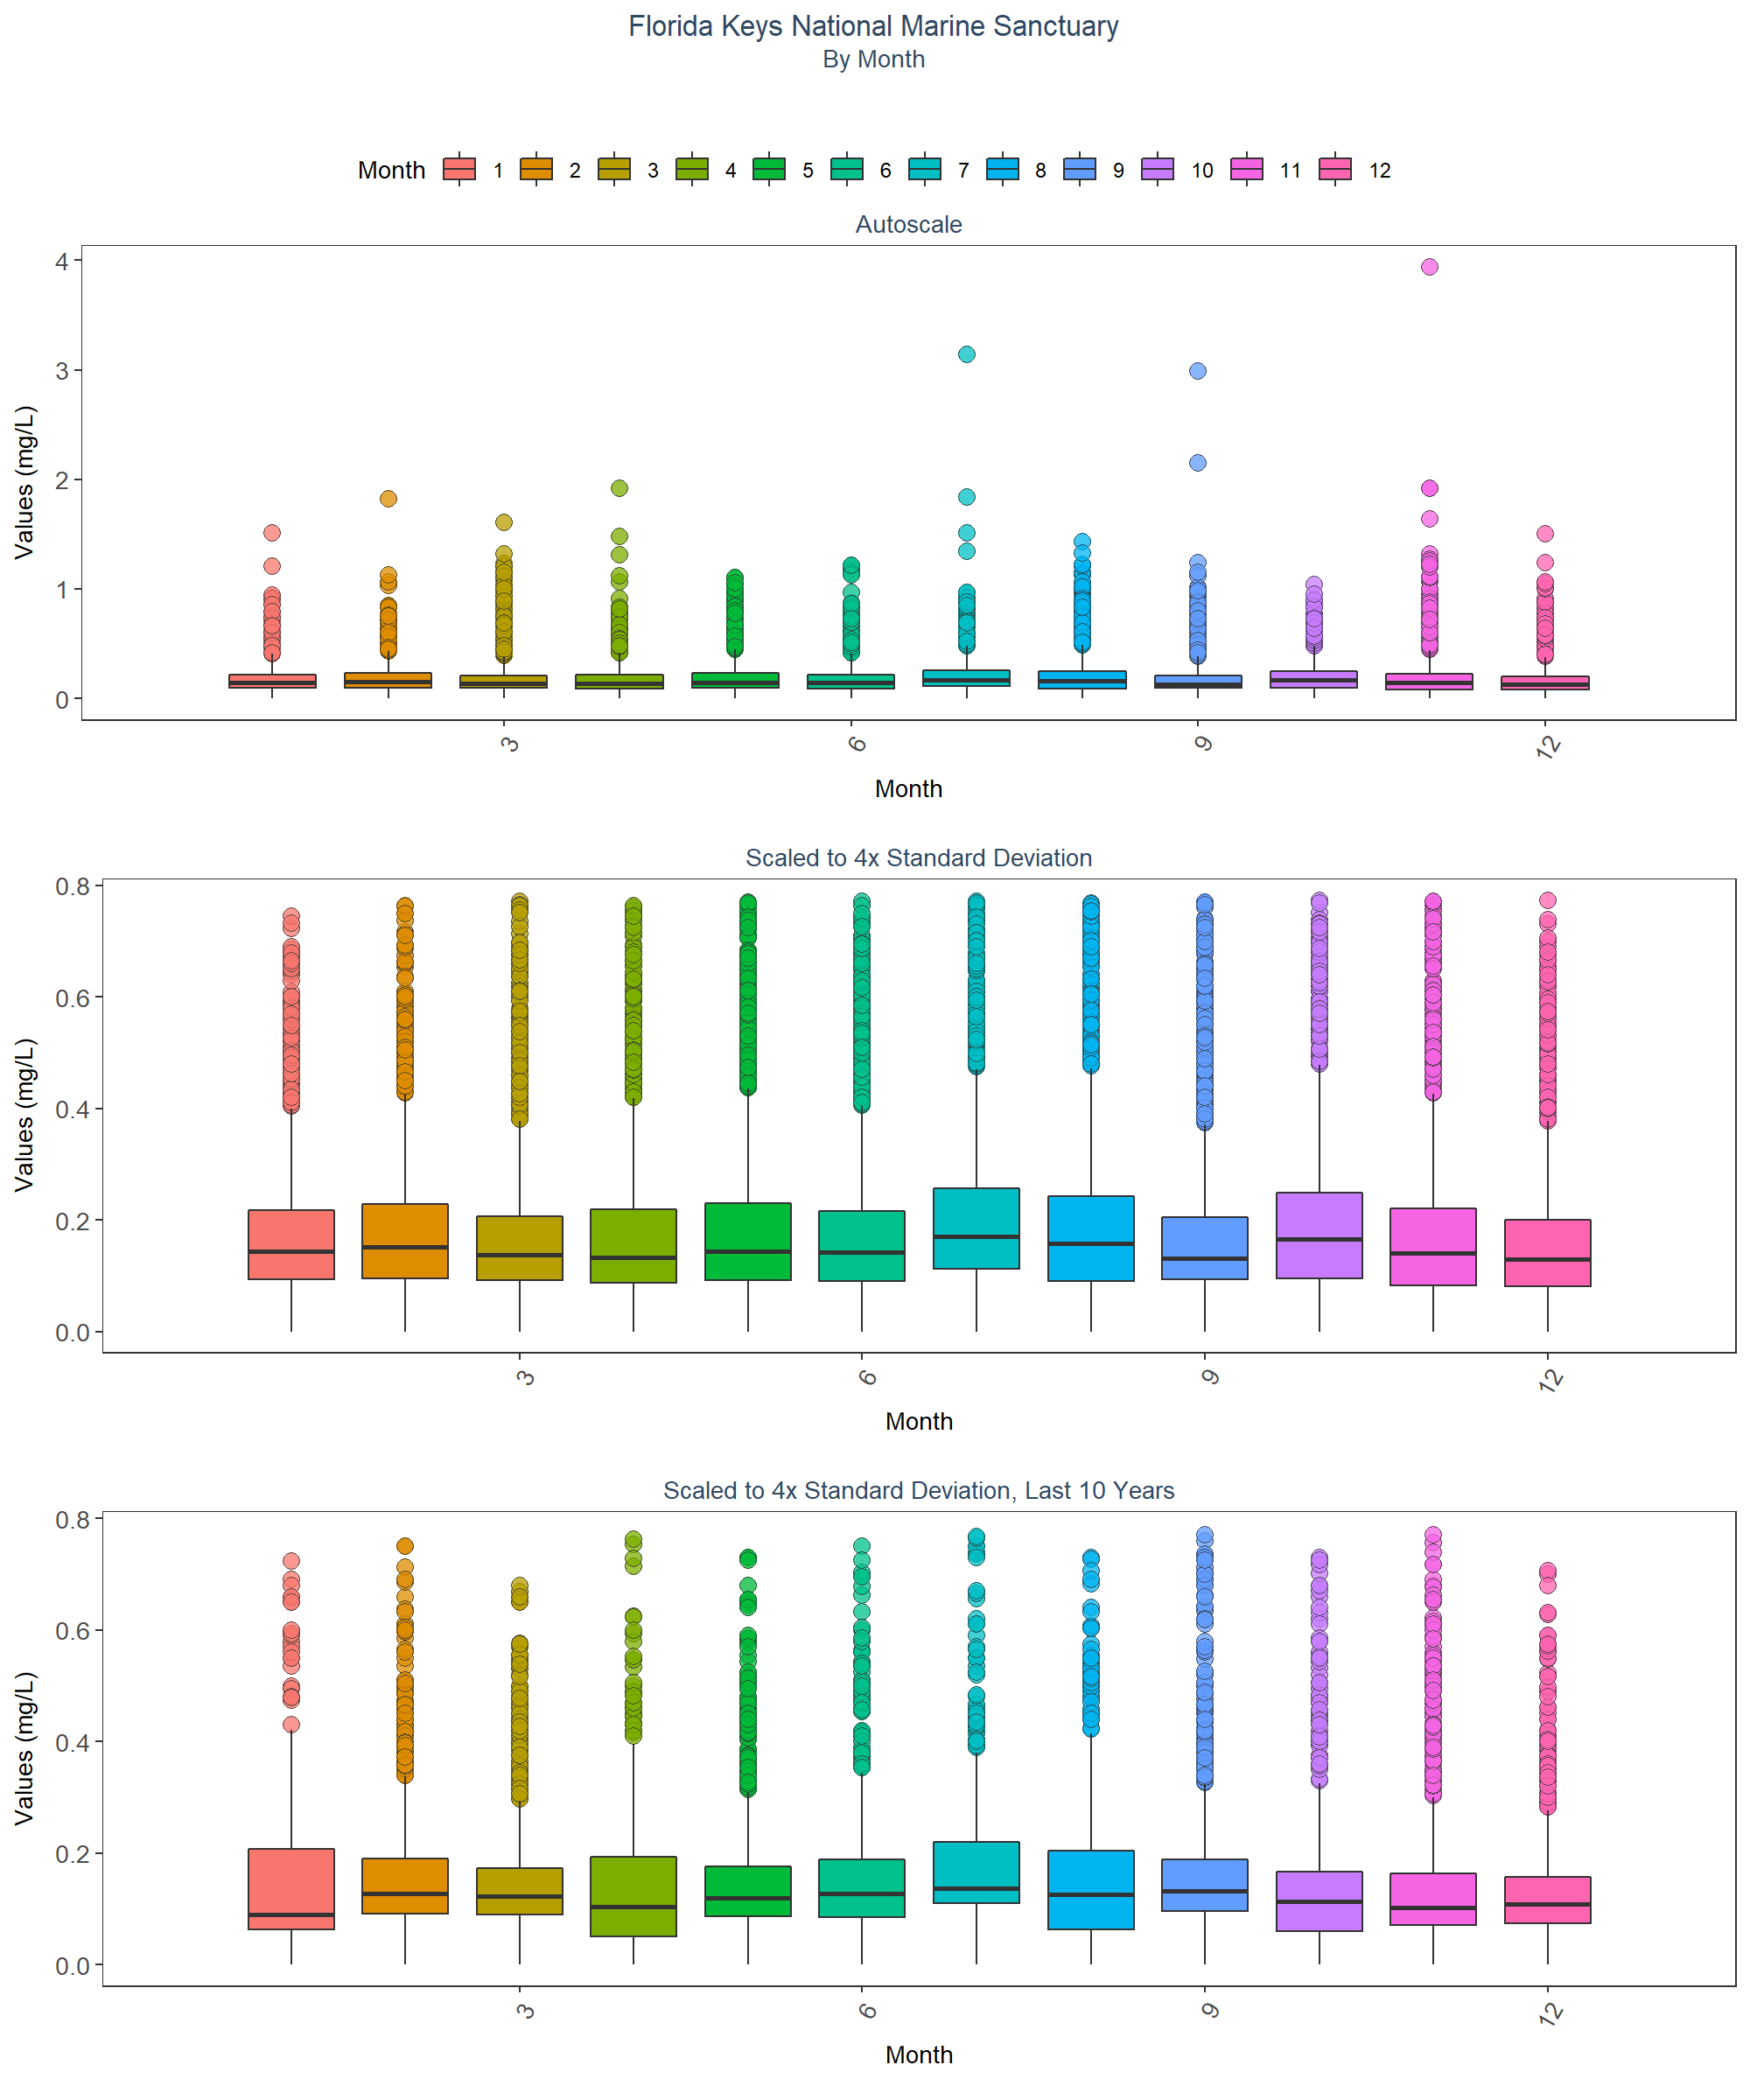 Florida Keys National Marine Sanctuary
By Month
Month 1 2 3 4 5 6 7 8 9 10 11 12
Autoscale
Values (mg/L)
4
3
2
1
0
3 6 9 12
Month
Scaled to 4x Standard Deviation
Values (mg/L)
0.8
0.6
0.4
0.2
0.0
3 6 9 12
Month
Scaled to 4x Standard Deviation, Last 10 Years
Values (mg/L)
0.8
0.6
0.4
0.2
0.0
3 6 9 12
Month